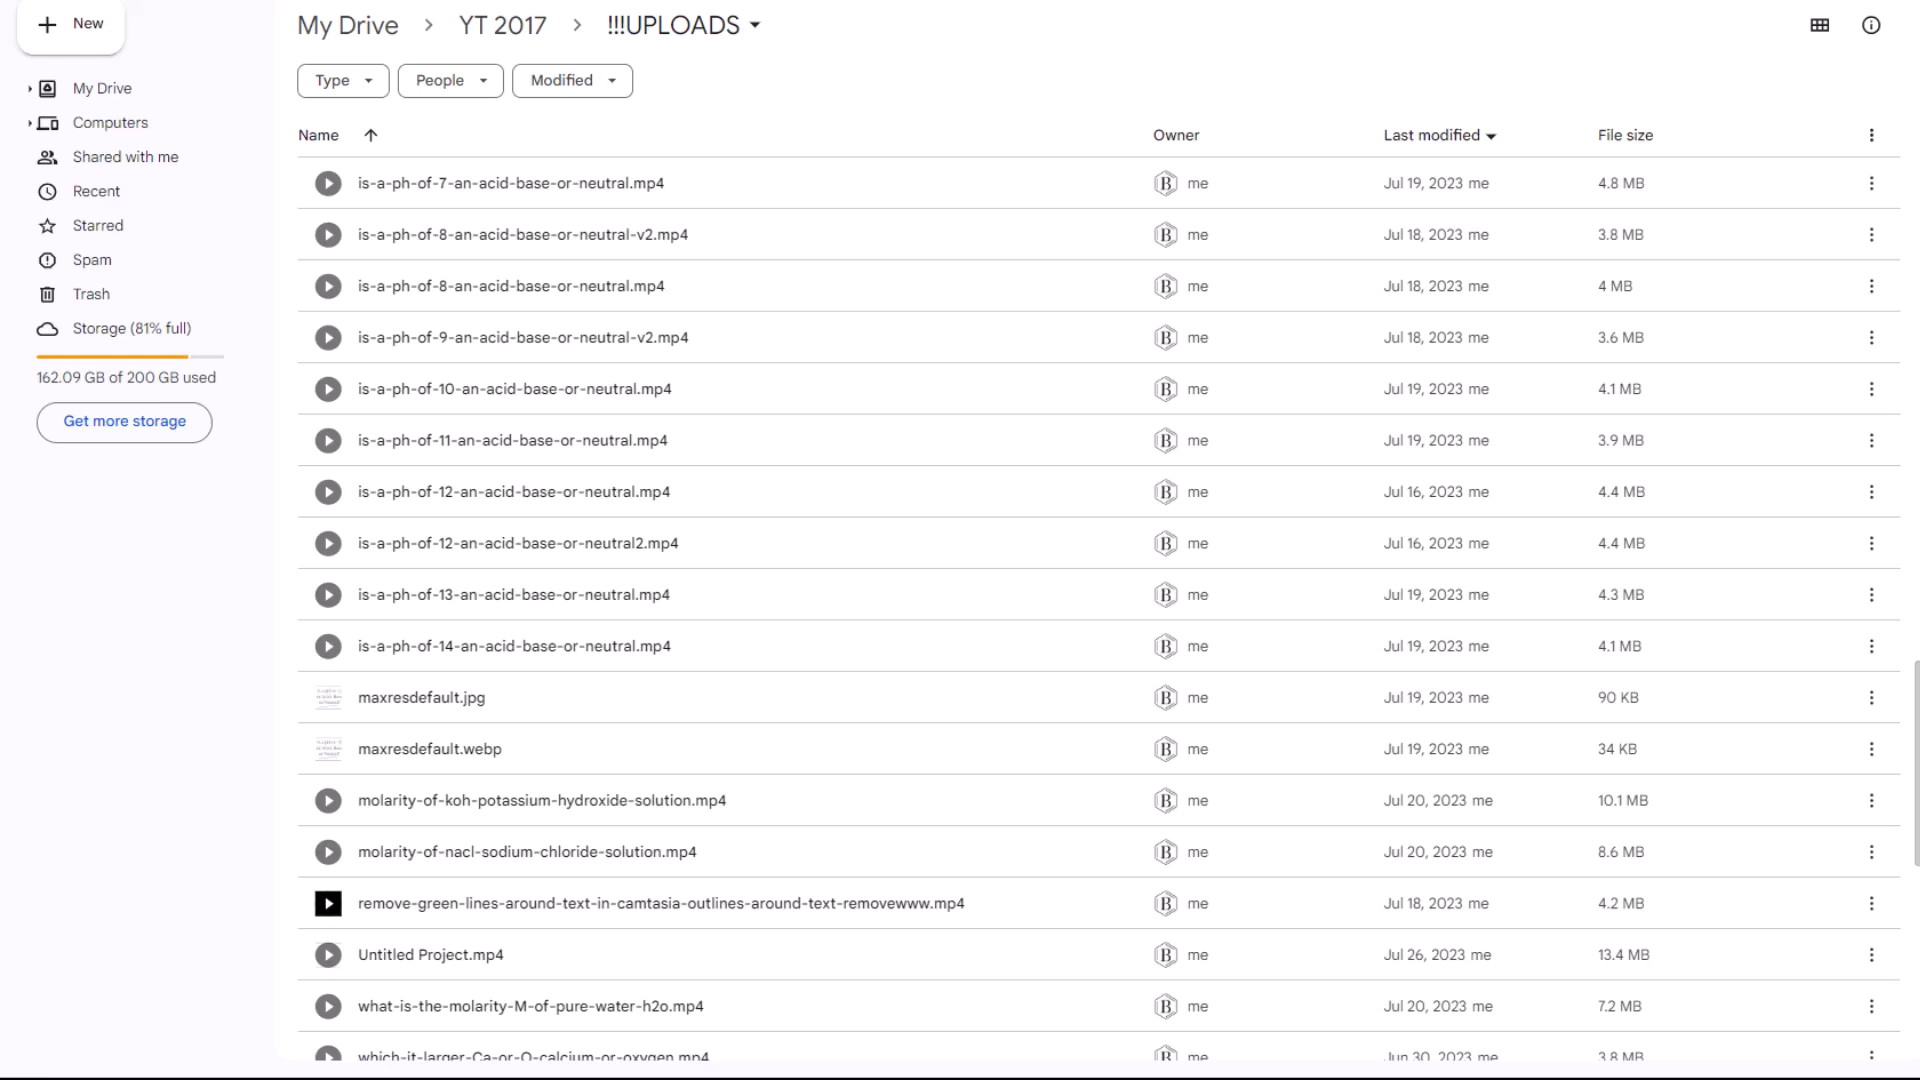 New
My Drive
Computers
Shared with me
Recent
Starred
Spam
Trash
Storage (81% full)
162.09 GB of 200 GB used
Get more storage
My Drive > YT 2017 > !!!UPLOADS
Type People Modified
Name Owner Last modified File size
is-a-ph-of-7-an-acid-base-or-neutral.mp4 B me Jul 19, 2023 me 4.8 MB
is-a-ph-of-8-an-acid-base-or-neutral-v2.mp4 B me Jul 18, 2023 me 3.8 MB
is-a-ph-of-8-an-acid-base-or-neutral.mp4 B me Jul 18, 2023 me 4 MB
is-a-ph-of-9-an-acid-base-or-neutral-v2.mp4 B me Jul 18, 2023 me 3.6 MB
is-a-ph-of-10-an-acid-base-or-neutral.mp4 B me Jul 19, 2023 me 4.1 MB
is-a-ph-of-11-an-acid-base-or-neutral.mp4 B me Jul 19, 2023 me 3.9 MB
is-a-ph-of-12-an-acid-base-or-neutral.mp4 B me Jul 16, 2023 me 4.4 MB
is-a-ph-of-12-an-acid-base-or-neutral2.mp4 B me Jul 16, 2023 me 4.4 MB
is-a-ph-of-13-an-acid-base-or-neutral.mp4 B me Jul 19, 2023 me 4.3 MB
is-a-ph-of-14-an-acid-base-or-neutral.mp4 B me Jul 19, 2023 me 4.1 MB
maxresdefault.jpg B me Jul 19, 2023 me 90 KB
maxresdefault.webp B me Jul 19, 2023 me 34 KB
molarity-of-koh-potassium-hydroxide-solution.mp4 B me Jul 20, 2023 me 10.1 MB
molarity-of-nacl-sodium-chloride-solution.mp4 B me Jul 20, 2023 me 8.6 MB
remove-green-lines-around-text-in-camtasia-outlines-around-text-removewww.mp4 B me Jul 18, 2023 me 4.2 MB
Untitled Project.mp4 B me Jul 26, 2023 me 13.4 MB
what-is-the-molarity-M-of-pure-water-h2o.mp4 B me Jul 20, 2023 me 7.2 MB
which-it-larger-Ca-or-O-calcium-or-oxygen.mp4 B me Jun 30, 2023 me 3.8 MB